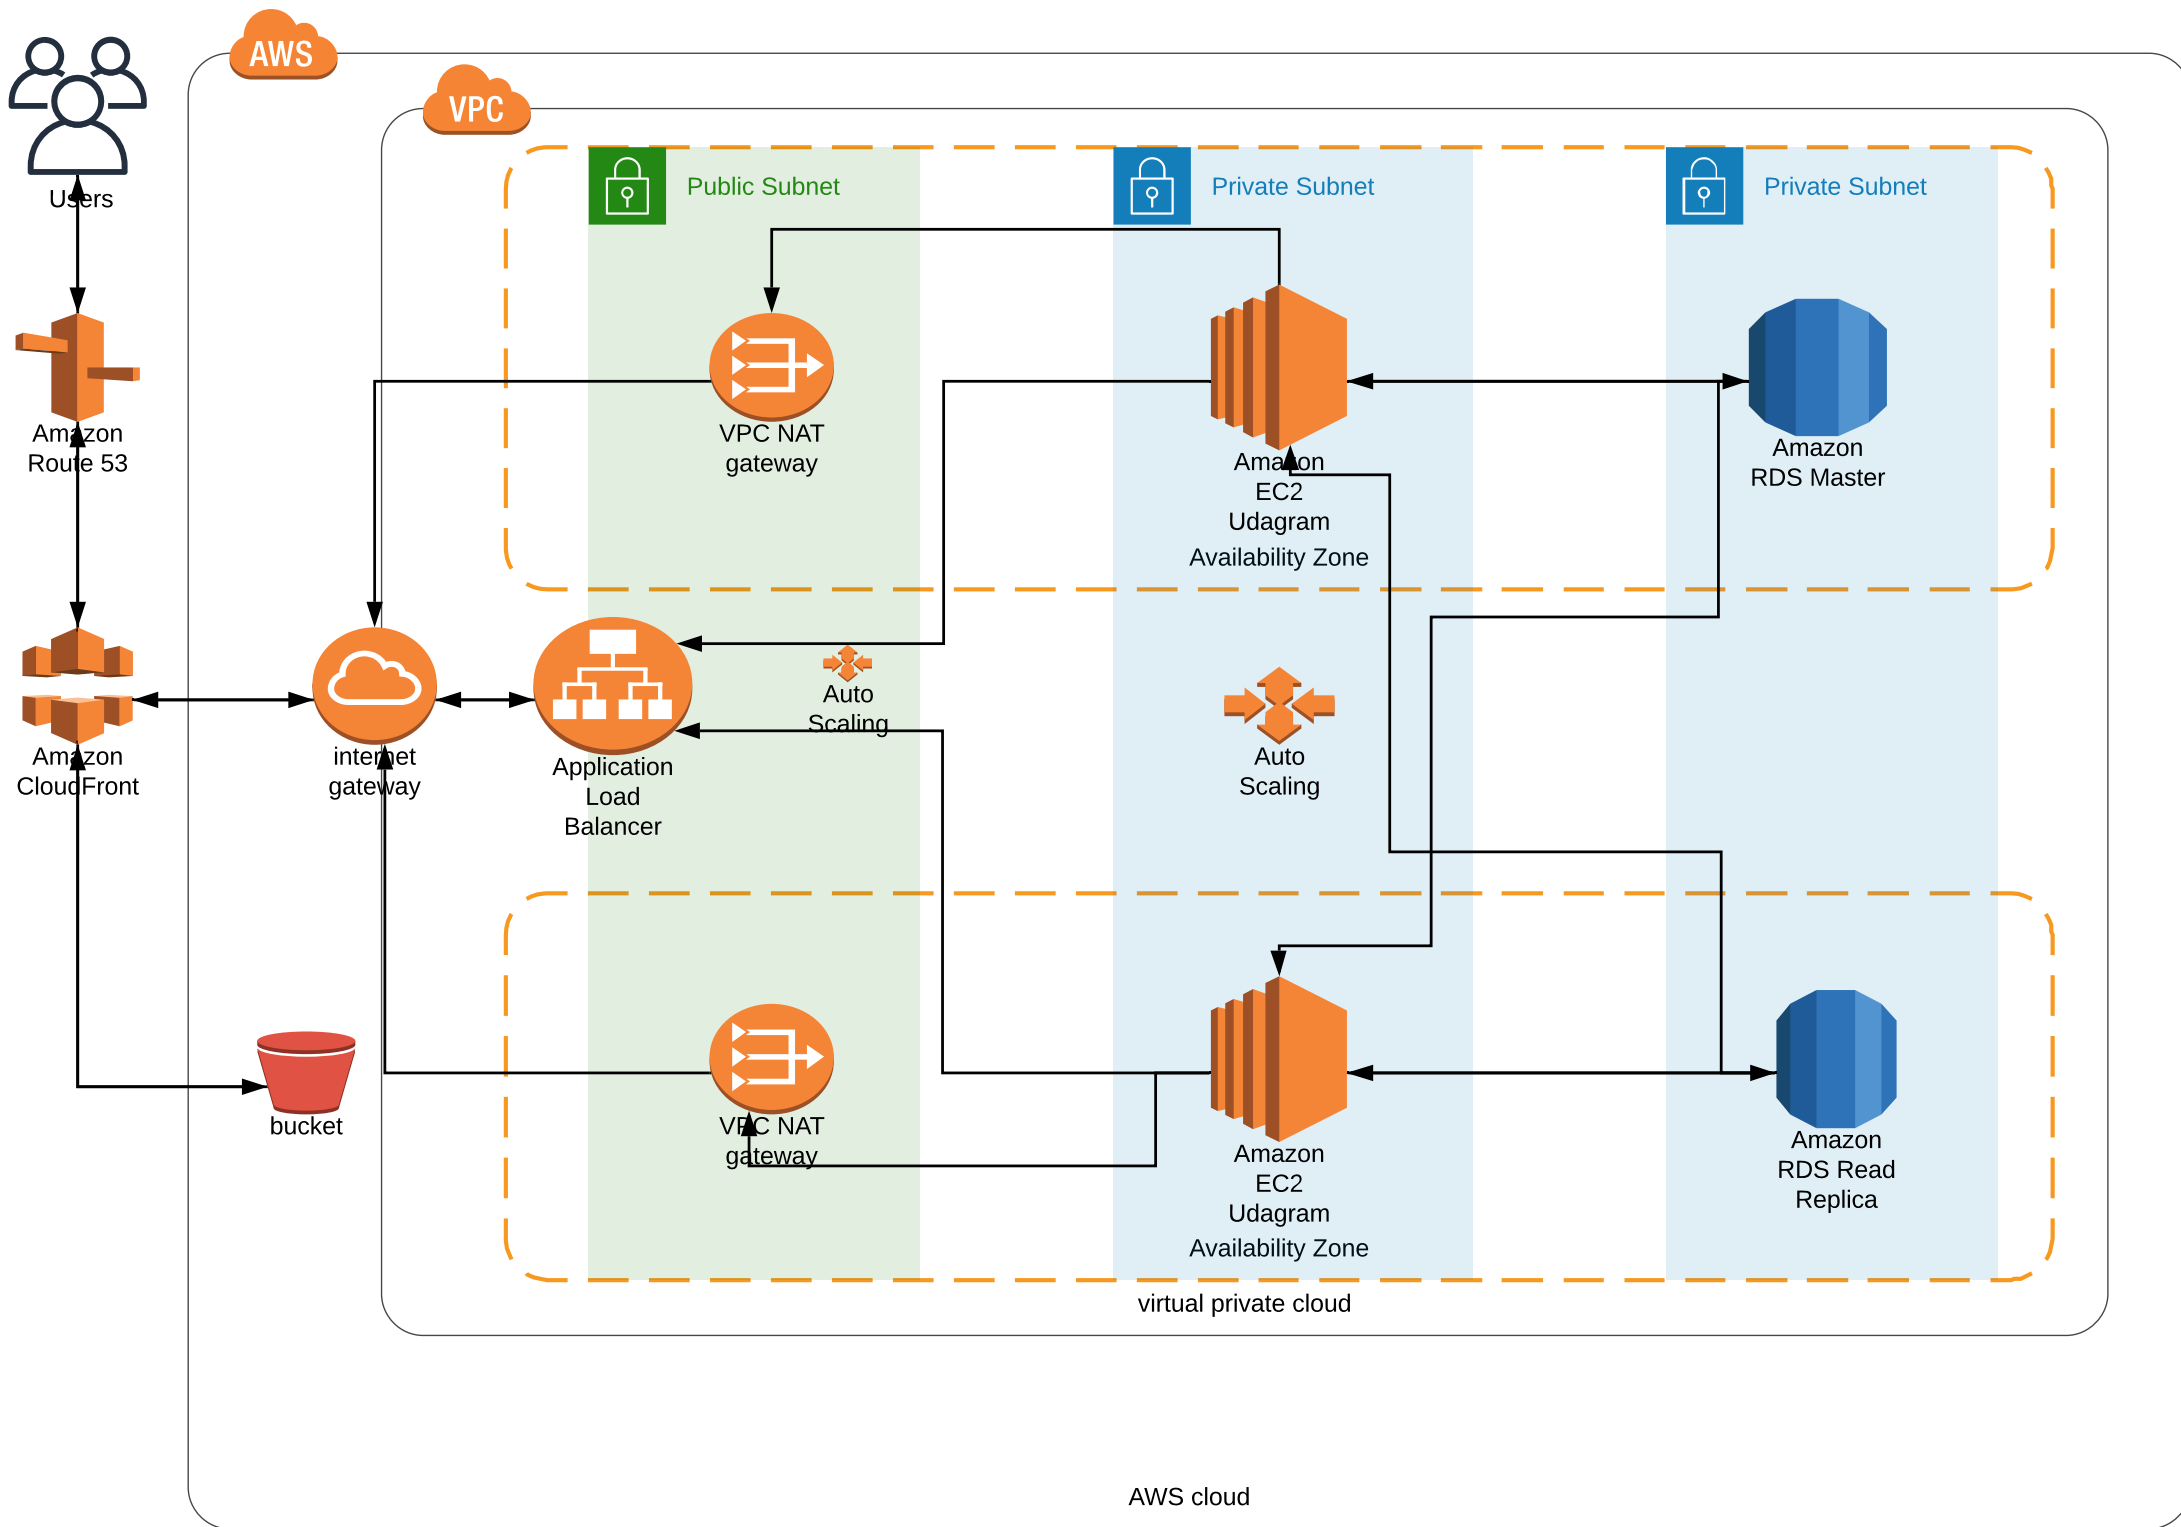 AWS
VPC
Users
Public Subnet
Private Subnet
Private Subnet
Amazon
Route 53
VPC NAT
gateway
Amazon
EC2
Udagram
Availability Zone
Amazon
RDS Master
Amazon
CloudFront
internet
gateway
Application
Load
Balancer
Auto
Scaling
Auto
Scaling
bucket
VPC NAT
gateway
Amazon
EC2
Udagram
Availability Zone
Amazon
RDS Read
Replica
virtual private cloud
AWS cloud